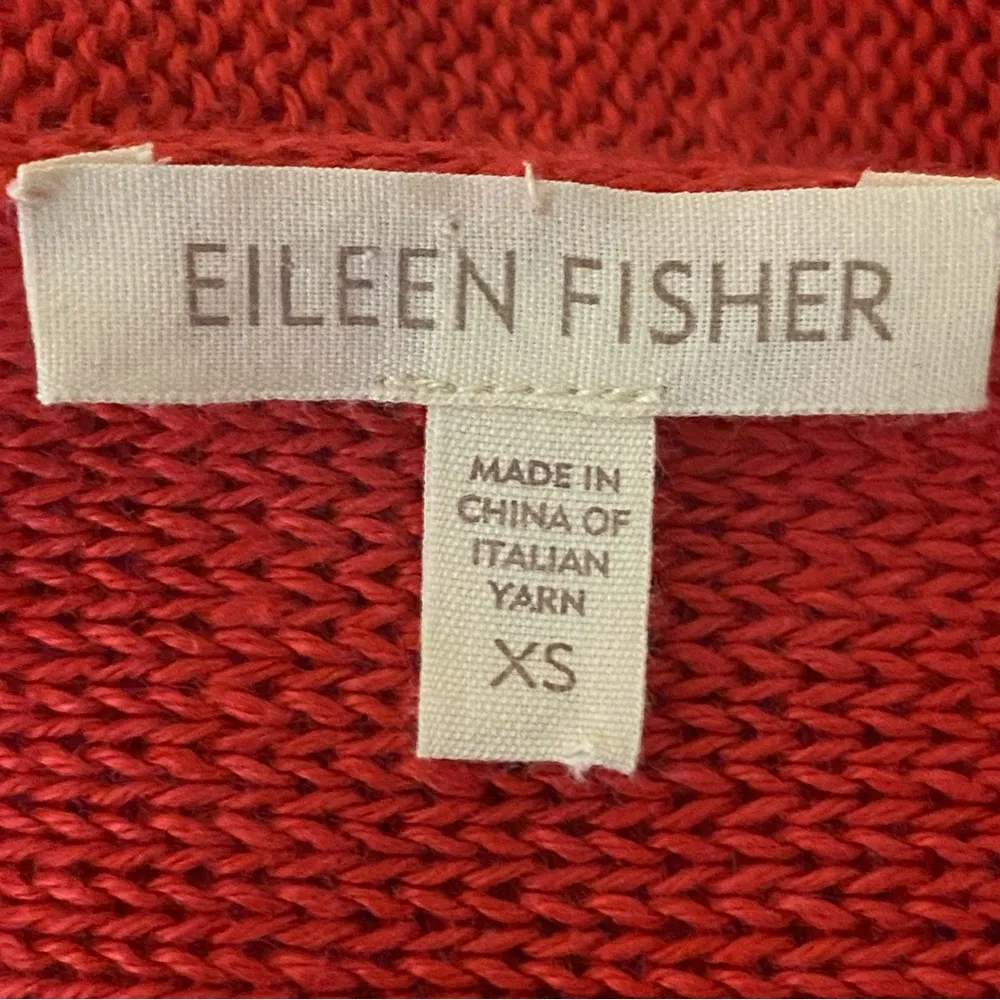 EILEEN FISHER
MADE IN
CHINA OF
ITALIAN
YARN
XS